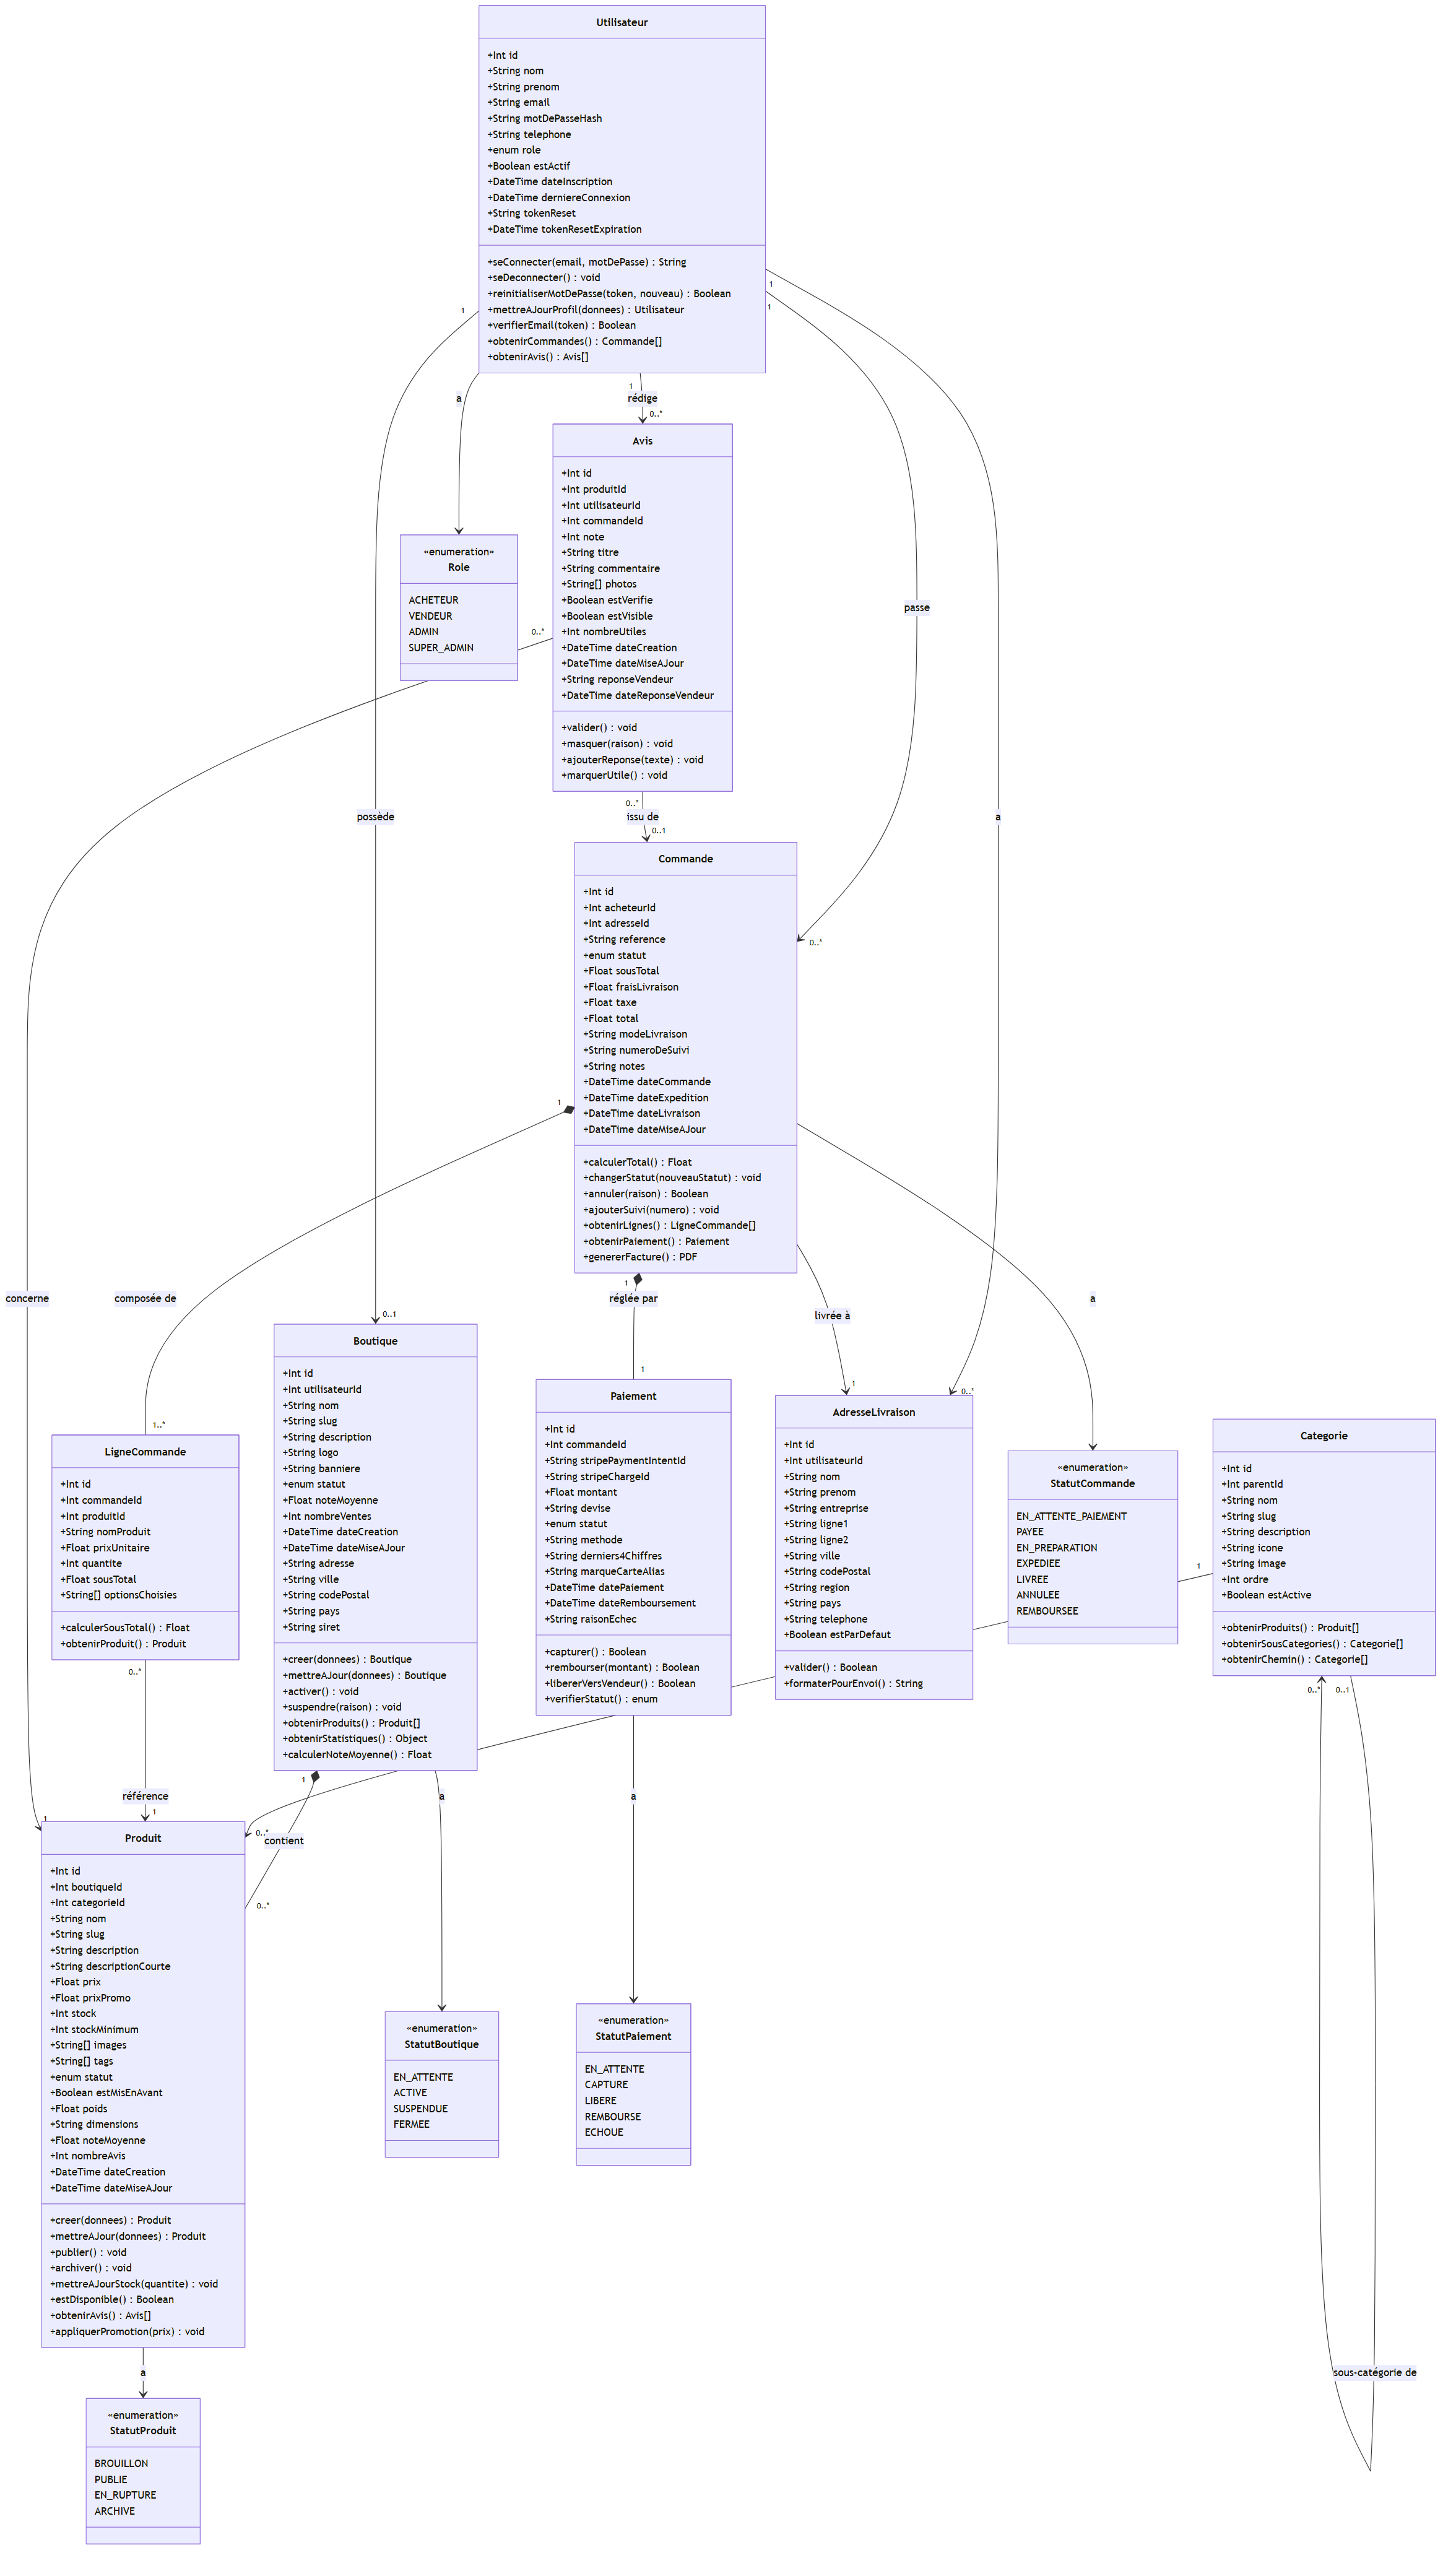 Utilisateur
+Int id
+String nom
+String prenom
+String email
+String motDePasseHash
+String telephone
+enum role
+Boolean estActif
+DateTime dateInscription
+DateTime derniereConnexion
+String tokenReset
+DateTime tokenResetExpiration
+seConnecter(email, motDePasse) : String
+seDeconnecter() : void
+reinitialiserMotDePasse(token, nouveau) : Boolean
+mettreAJourProfil(donnees) : Utilisateur
+verifierEmail(token) : Boolean
+obtenirCommandes() : Commande[]
+obtenirAvis() : Avis[]
1
1
1
1
a
rédige
0..*
Avis
+Int id
+Int produitId
+Int utilisateurId
+Int commandeId
+Int note
+String titre
+String commentaire
+String[] photos
+Boolean estVerifie
+Boolean estVisible
+Int nombreUtiles
+DateTime dateCreation
+DateTime dateMiseAJour
+String reponseVendeur
+DateTime dateReponseVendeur
+valider() : void
+masquer(raison) : void
+ajouterReponse(texte) : void
+marquerUtile() : void
«enumeration»
Role
ACHETEUR
VENDEUR
ADMIN
SUPER_ADMIN
0..*
passe
possède
0..*
issu de
0..1
a
Commande
+Int id
+Int acheteurId
+Int adresseId
+String reference
+enum statut
+Float sousTotal
+Float fraisLivraison
+Float taxe
+Float total
+String modeLivraison
+String numeroDeSuivi
+String notes
+DateTime dateCommande
+DateTime dateExpedition
+DateTime dateLivraison
+DateTime dateMiseAJour
+calculerTotal() : Float
+changerStatut(nouveauStatut) : void
+annuler(raison) : Boolean
+ajouterSuivi(numero) : void
+obtenirLignes() : LigneCommande[]
+obtenirPaiement() : Paiement
+genererFacture() : PDF
0..*
1
1
concerne
composée de
réglée par
livrée à
a
0..1
1
1
0..*
1..*
Boutique
+Int id
+Int utilisateurId
+String nom
+String slug
+String description
+String logo
+String banniere
+enum statut
+Float noteMoyenne
+Int nombreVentes
+DateTime dateCreation
+DateTime dateMiseAJour
+String adresse
+String ville
+String codePostal
+String pays
+String siret
+creer(donnees) : Boutique
+mettreAJour(donnees) : Boutique
+activer() : void
+suspendre(raison) : void
+obtenirProduits() : Produit[]
+obtenirStatistiques() : Object
+calculerNoteMoyenne() : Float
Paiement
+Int id
+Int commandeId
+String stripePaymentIntentId
+String stripeChargeId
+Float montant
+String devise
+enum statut
+String methode
+String derniers4Chiffres
+String marqueCarteAlias
+DateTime datePaiement
+DateTime dateRemboursement
+String raisonEchec
+capturer() : Boolean
+rembourser(montant) : Boolean
+libererVersVendeur() : Boolean
+verifierStatut() : enum
AdresseLivraison
+Int id
+Int utilisateurId
+String nom
+String prenom
+String entreprise
+String ligne1
+String ligne2
+String ville
+String codePostal
+String region
+String pays
+String telephone
+Boolean estParDefaut
+valider() : Boolean
+formaterPourEnvoi() : String
LigneCommande
+Int id
+Int commandeId
+Int produitId
+String nomProduit
+Float prixUnitaire
+Int quantite
+Float sousTotal
+String[] optionsChoisies
+calculerSousTotal() : Float
+obtenirProduit() : Produit
«enumeration»
StatutCommande
EN_ATTENTE_PAIEMENT
PAYEE
EN_PREPARATION
EXPEDIEE
LIVREE
ANNULEE
REMBOURSEE
Categorie
+Int id
+Int parentId
+String nom
+String slug
+String description
+String icone
+String image
+Int ordre
+Boolean estActive
+obtenirProduits() : Produit[]
+obtenirSousCategories() : Categorie[]
+obtenirChemin() : Categorie[]
1
0..*
0..*
0..1
1
référence
a
a
1
1
0..*
contient
0..*
Produit
+Int id
+Int boutiqueId
+Int categorieId
+String nom
+String slug
+String description
+String descriptionCourte
+Float prix
+Float prixPromo
+Int stock
+Int stockMinimum
+String[] images
+String[] tags
+enum statut
+Boolean estMisEnAvant
+Float poids
+String dimensions
+Float noteMoyenne
+Int nombreAvis
+DateTime dateCreation
+DateTime dateMiseAJour
+creer(donnees) : Produit
+mettreAJour(donnees) : Produit
+publier() : void
+archiver() : void
+mettreAJourStock(quantite) : void
+estDisponible() : Boolean
+obtenirAvis() : Avis[]
+appliquerPromotion(prix) : void
«enumeration»
StatutBoutique
EN_ATTENTE
ACTIVE
SUSPENDUE
FERMEE
«enumeration»
StatutPaiement
EN_ATTENTE
CAPTURE
LIBERE
REMBOURSE
ECHOUE
a
sous-catégorie de
«enumeration»
StatutProduit
BROUILLON
PUBLIE
EN_RUPTURE
ARCHIVE